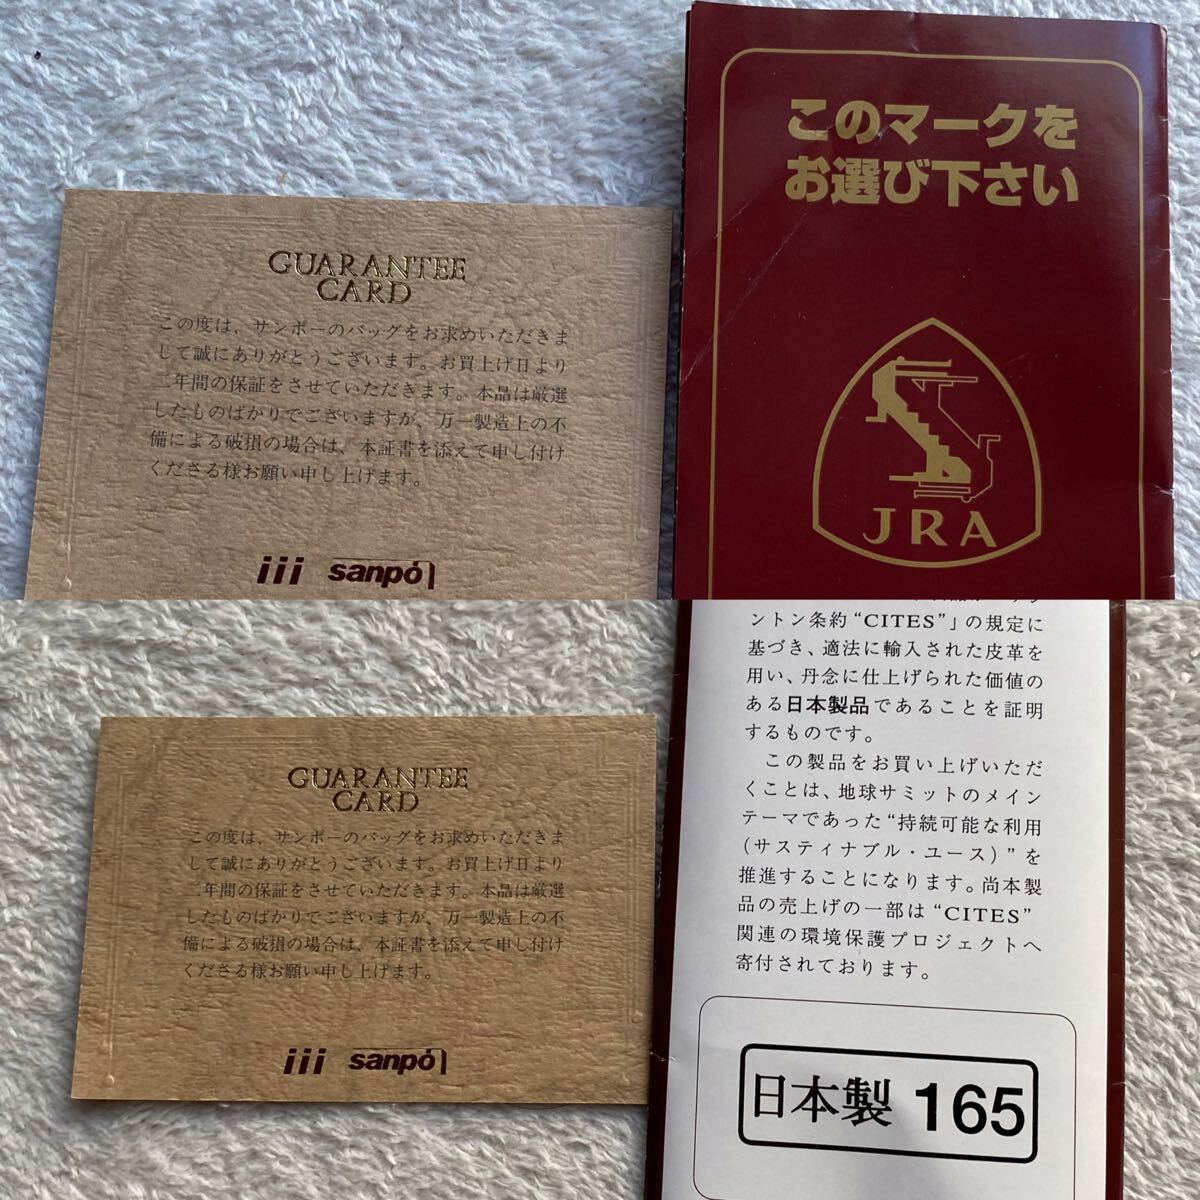 GUARANTEE
CARD
この度は、サンポーのバッグをお求めいただきま
して誠にありがとうございます。お買上げ日より
二年間の保証をさせていただきます。本品は厳選
したものばかりでございますが、万一製造上の不
備による破損の場合は、本証書を添えて申し付け
くださる様お願い申し上げます。
iii sanpo
このマークを
お選び下さい
JRA
GUARANTEE
CARD
この度は、サンポーのバッグをお求めいただきま
して誠にありがとうございます。お買上げ日より
二年間の保証をさせていただきます。本品は厳選
したものばかりでございますが、万一製造上の不
備による破損の場合は、本証書を添えて申し付け
くださる様お願い申し上げます。
iii sanpo
ントン条約“CITES”」の規定に
基づき、適法に輸入された皮革を
用い、丹念に仕上げられた価値の
ある日本製品であることを証明
するものです。
この製品をお買い上げいただ
くことは、地球サミットのメイン
テーマであった“持続可能な利用
（サスティナブル・ユース）”を
推進することになります。尚本製
品の売上げの一部は“CITES”
関連の環境保護プロジェクトへ
寄付されております。
日本製 165